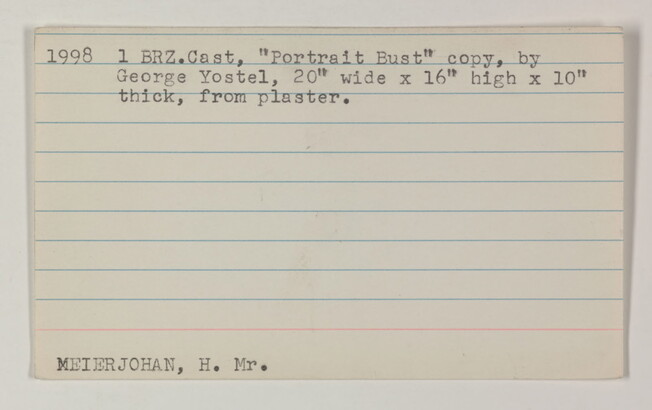 1998 1 BRZ.Cast, "Portrait Bust" copy, by
George Yostel, 20" wide x 16" high x 10"
thick, from plaster.
MEIERJOHAN, H. Mr.